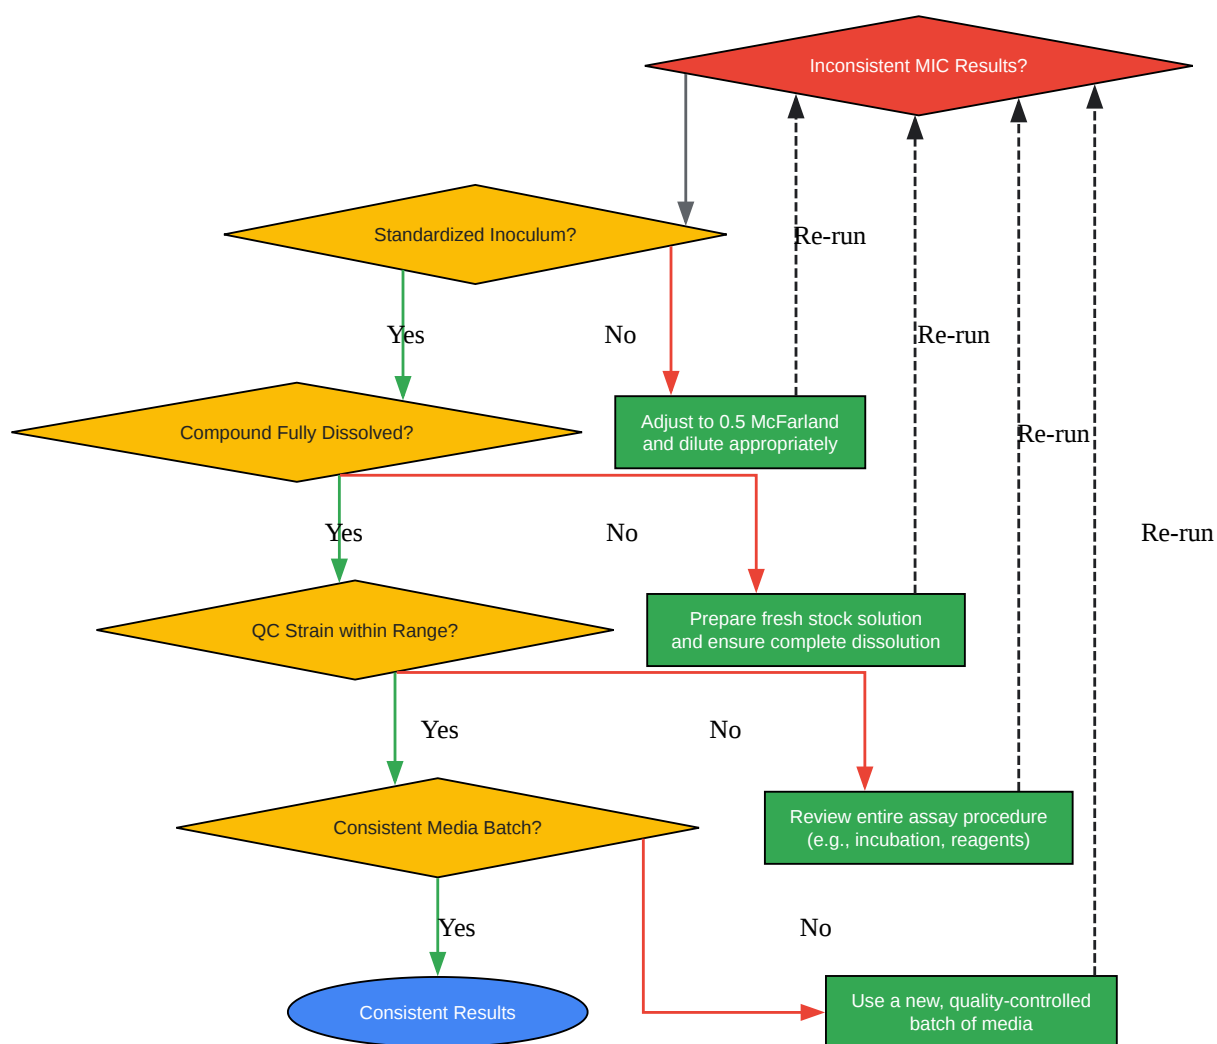 Inconsistent MIC Results?
Standardized Inoculum?
Re-run
Yes
No
Re-run
Adjust to 0.5 McFarland
and dilute appropriately
Compound Fully Dissolved?
Re-run
Yes
No
Re-run
Prepare fresh stock solution
and ensure complete dissolution
QC Strain within Range?
Yes
No
Review entire assay procedure
(e.g., incubation, reagents)
Consistent Media Batch?
Yes
No
Use a new, quality-controlled
batch of media
Consistent Results